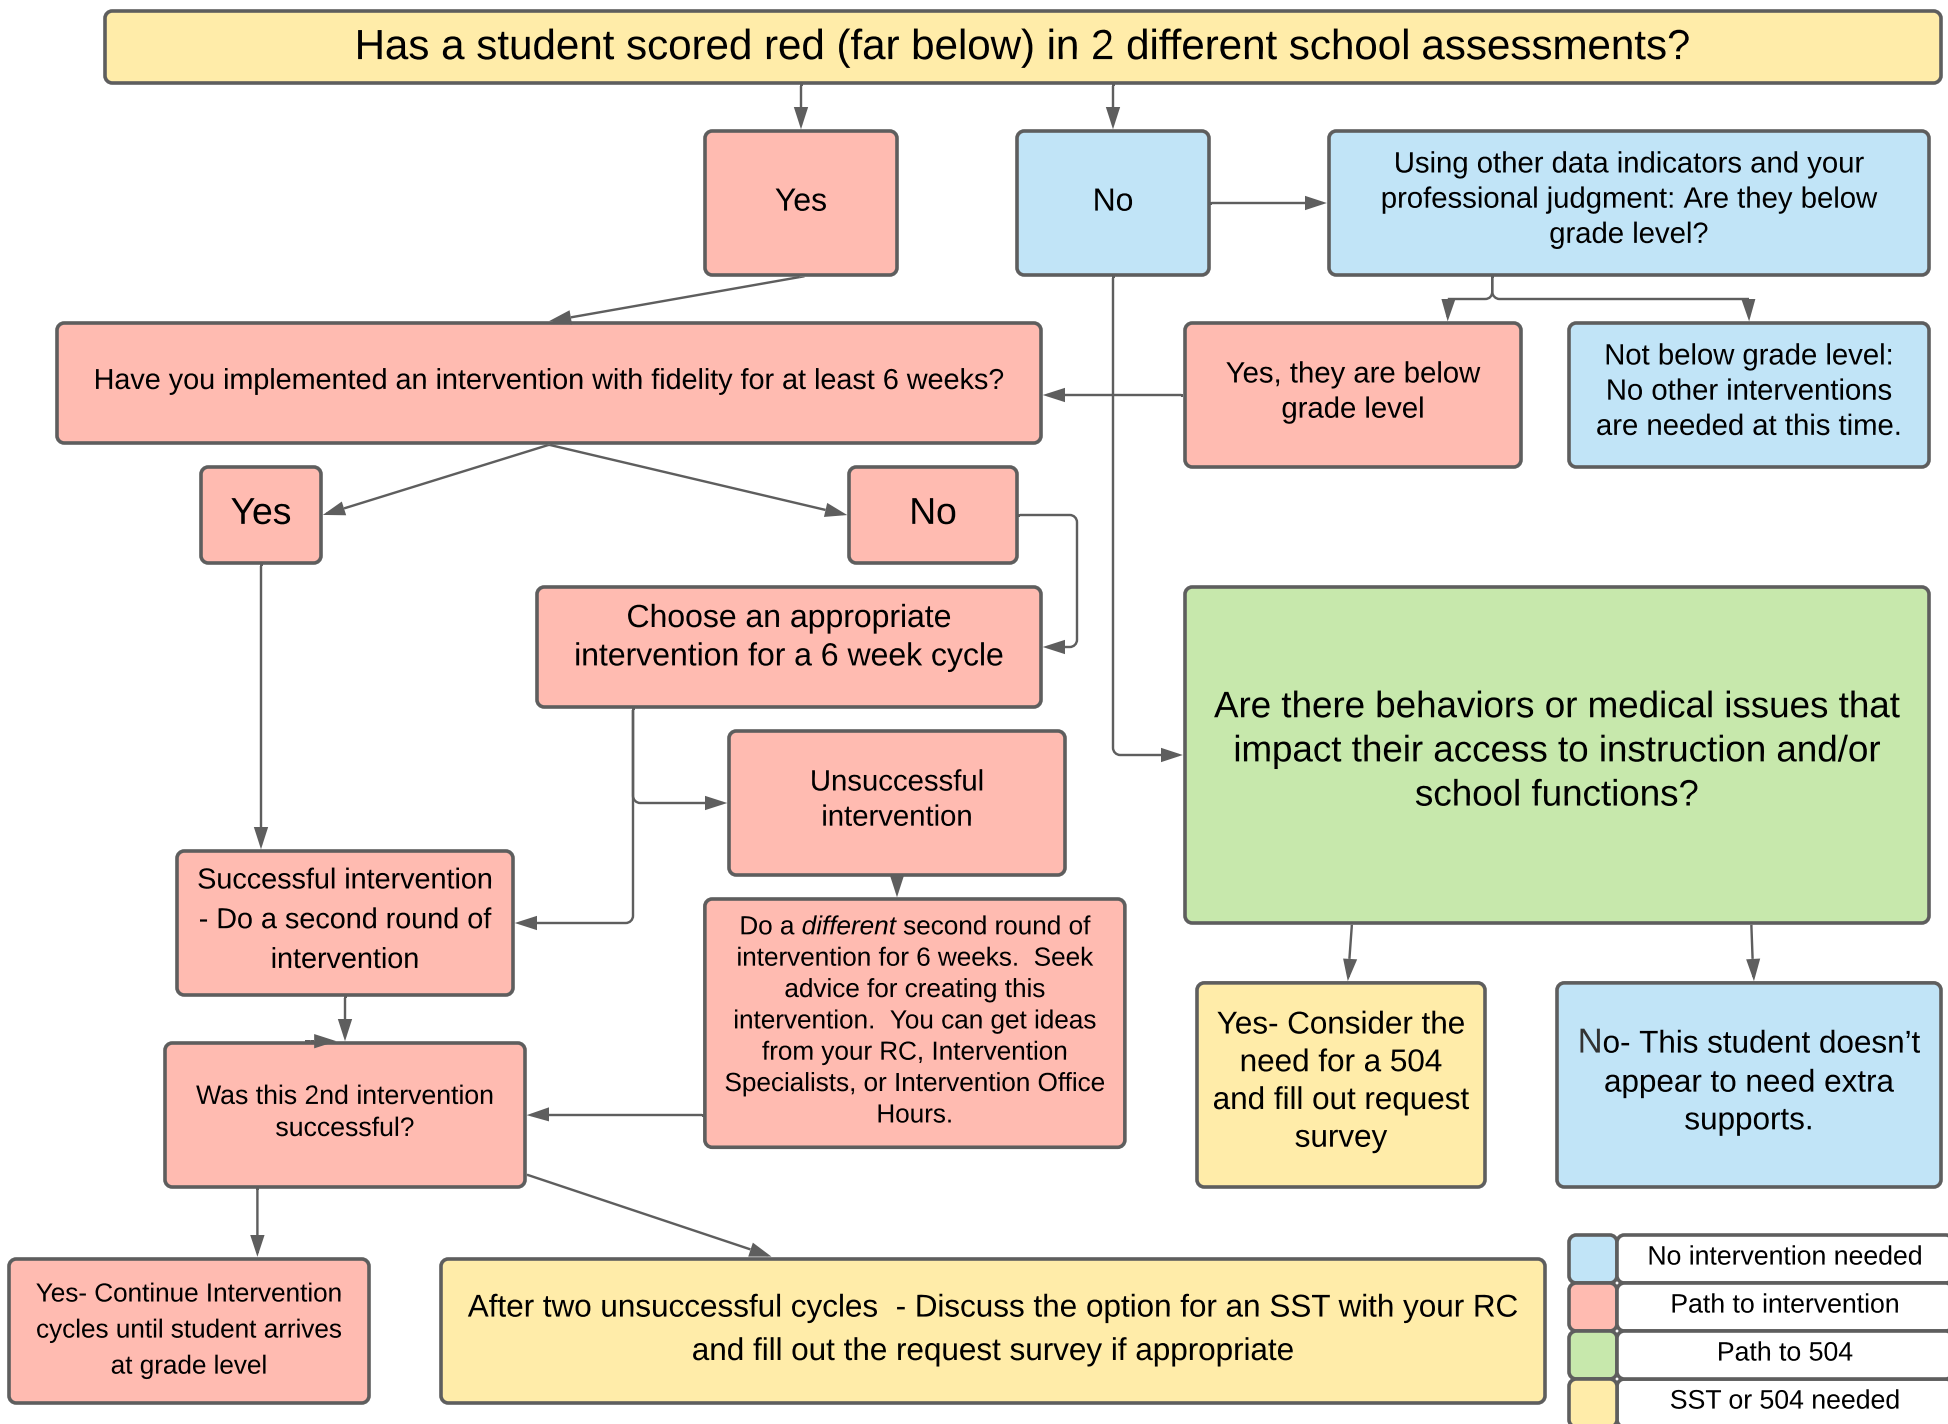 Has a student scored red (far below) in 2 different school assessments?
Yes
No
Using other data indicators and your
professional judgment: Are they below
grade level?
Have you implemented an intervention with fidelity for at least 6 weeks?
Yes, they are below
grade level
Not below grade level:
No other interventions
are needed at this time.
Yes
No
Choose an appropriate
intervention for a 6 week cycle
Unsuccessful
intervention
Are there behaviors or medical issues that
impact their access to instruction and/or
school functions?
Successful intervention
- Do a second round of
intervention
Do a different second round of
intervention for 6 weeks.  Seek
advice for creating this
intervention.  You can get ideas
from your RC, Intervention
Specialists, or Intervention Office
Hours.
Was this 2nd intervention
successful?
Yes- Consider the
need for a 504
and fill out request
survey
No- This student doesn’t
appear to need extra
supports.
Yes- Continue Intervention
cycles until student arrives
at grade level
After two unsuccessful cycles  - Discuss the option for an SST with your RC
and fill out the request survey if appropriate
No intervention needed
Path to intervention
Path to 504
SST or 504 needed